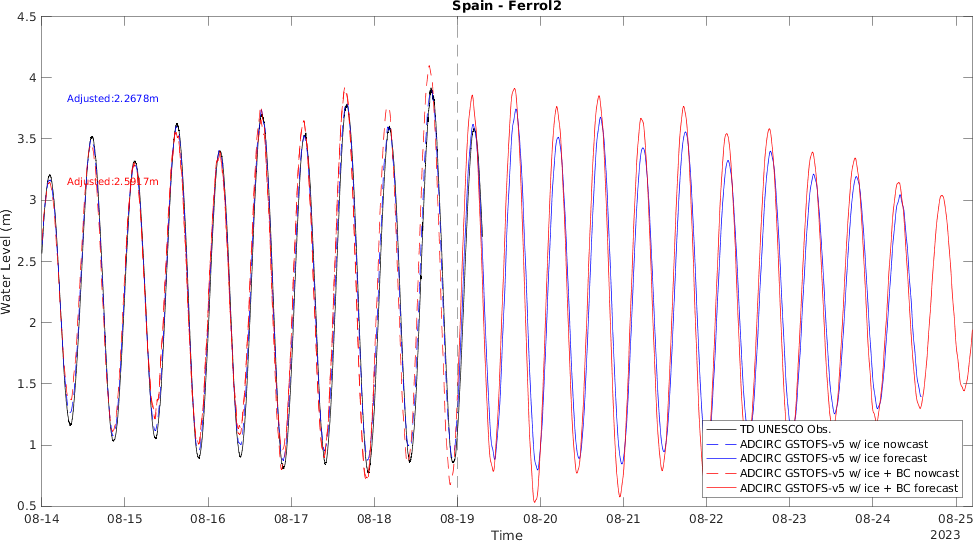 Spain - Ferrol2
4.5
4
3.5
3
2.5
2
1.5
1
0.5
Water Level (m)
Adjusted:2.2678m
Adjusted:2.5917m
TD UNESCO Obs.
ADCIRC GSTOFS-v5 w/ ice nowcast
ADCIRC GSTOFS-v5 w/ ice forecast
ADCIRC GSTOFS-v5 w/ ice + BC nowcast
ADCIRC GSTOFS-v5 w/ ice + BC forecast
08-14 08-15 08-16 08-17 08-18 08-19 08-20 08-21 08-22 08-23 08-24 08-25
2023
Time